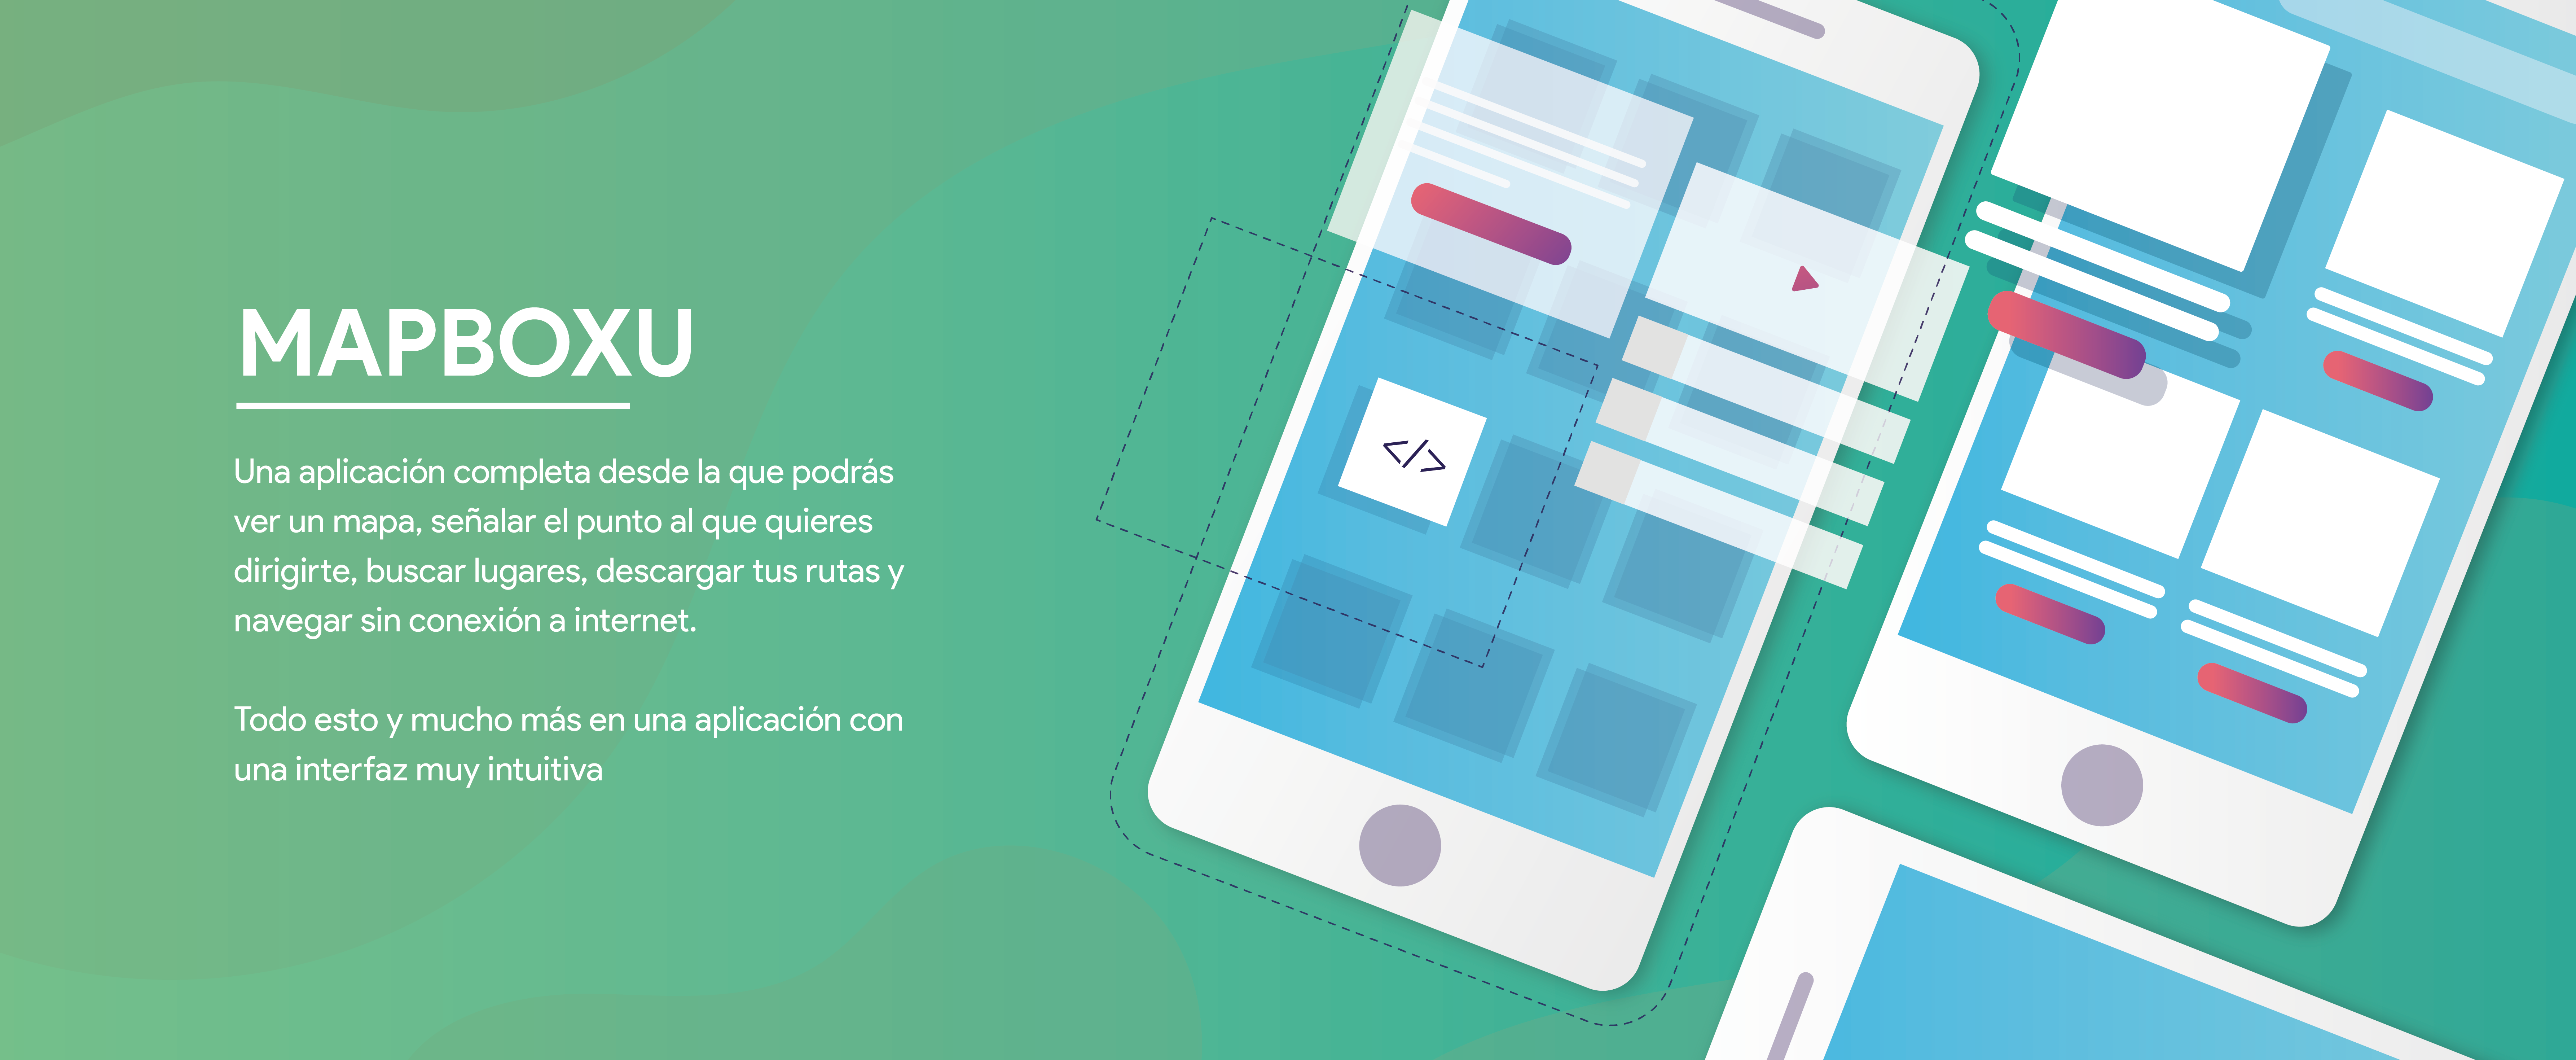 MAPBOXU
Una aplicación completa desde la que podrás
ver un mapa, señalar el punto al que quieres
dirigirte, buscar lugares, descargar tus rutas y
navegar sin conexión a internet.
Todo esto y mucho más en una aplicación con
una interfaz muy intuitiva
</>